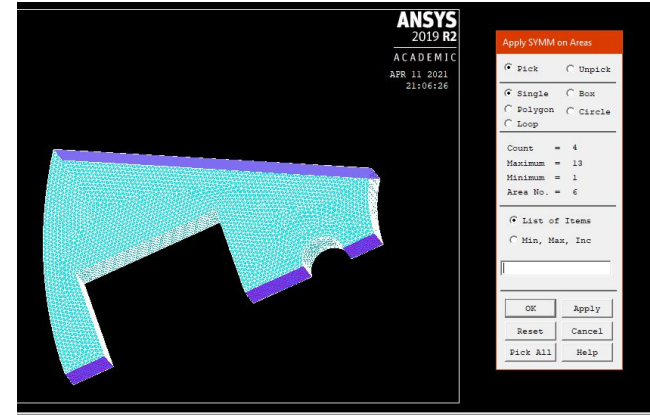 ANSYS
2019 R2
ACADEMIC
APR 11 2021
21:06:26
Apply SYMM on Areas
Pick Unpick
Single Box
Polygon Circle
Loop
Count = 4
Maximum = 13
Minimum = 1
Area No. = 6
List of Items
Min, Max, Inc
OK Apply
Reset Cancel
Pick All Help